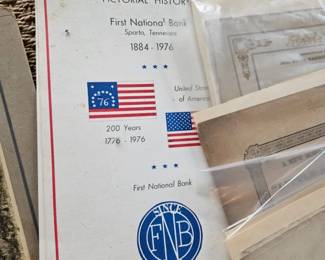 PICTORIAL HISTORY
First National Bank
Sparta, Tennessee
1884 - 1976
★ ★ ★
76
United States
of America
200 Years
1776 - 1976
★ ★ ★
First National Bank
SINCE
FNB